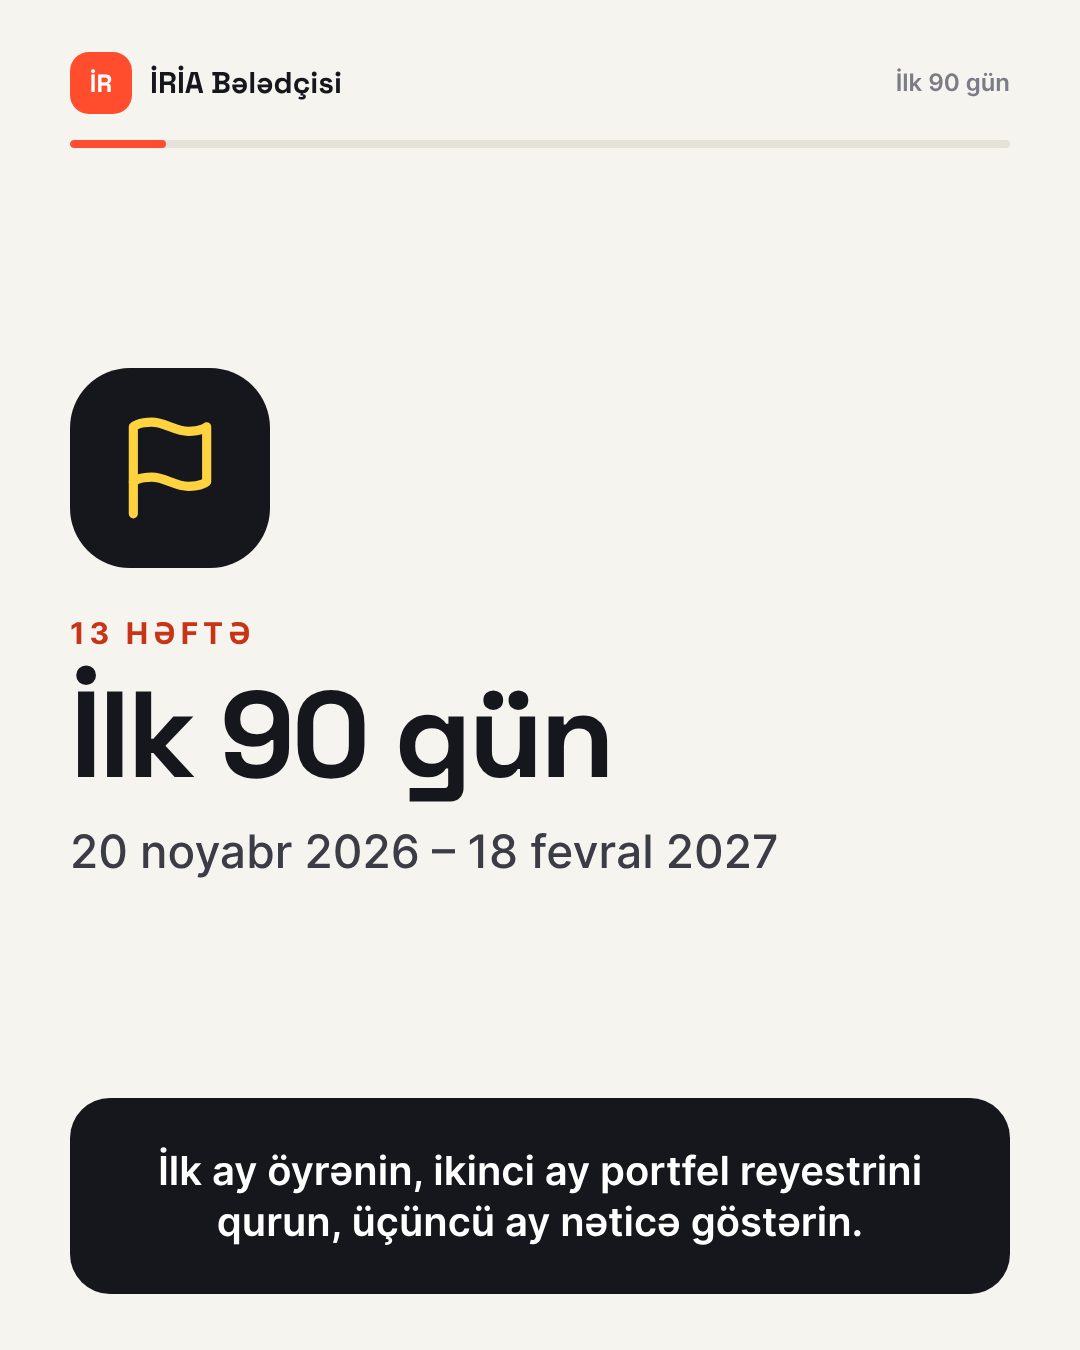 İR
İRİA Bələdçisi
İlk 90 gün
13 HƏFTƏ
İlk 90 gün
20 noyabr 2026 – 18 fevral 2027
İlk ay öyrənin, ikinci ay portfel reyestrini
qurun, üçüncü ay nəticə göstərin.